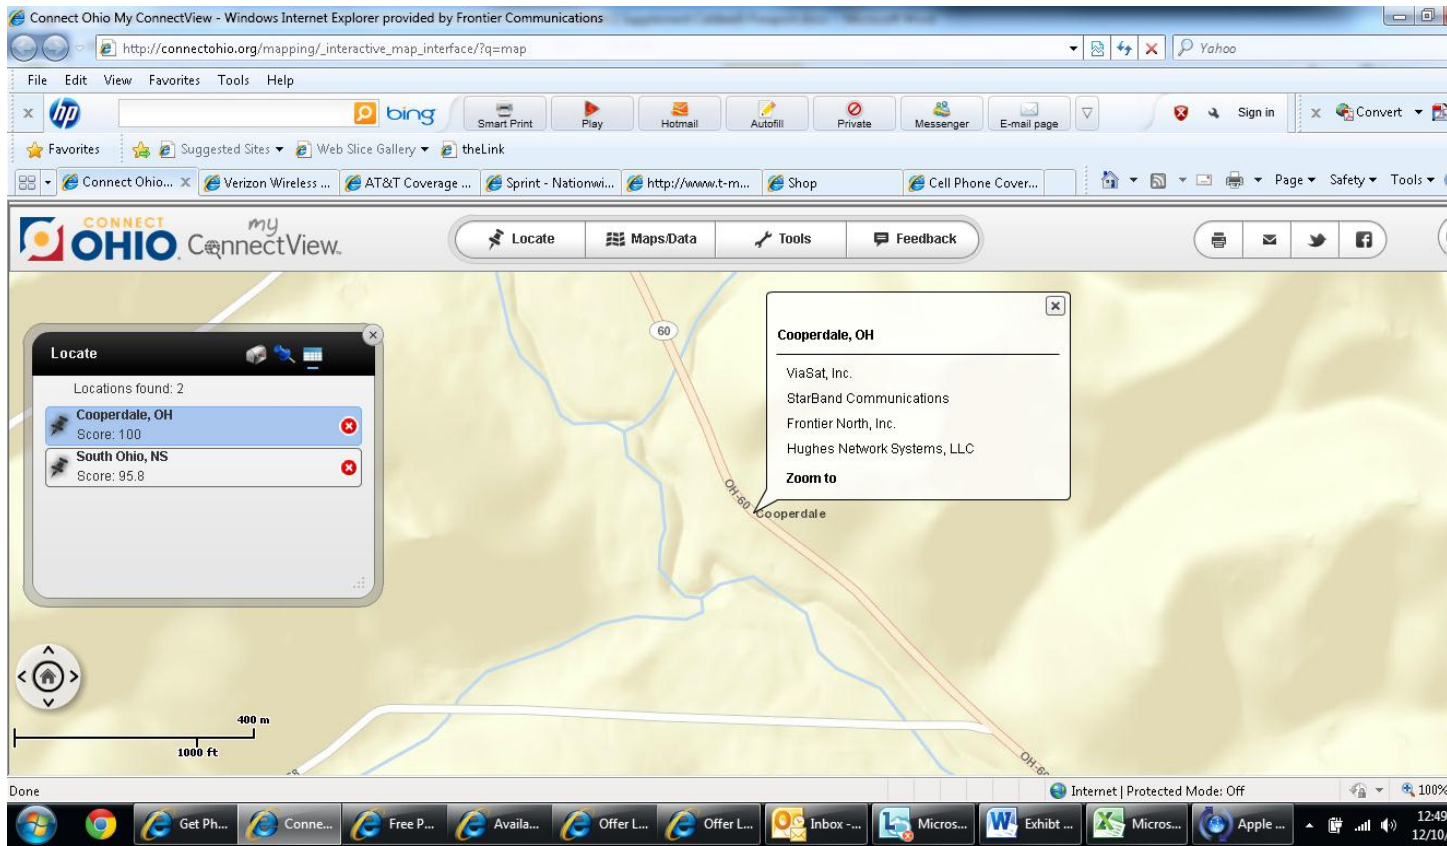 Connect Ohio My ConnectView - Windows Internet Explorer provided by Frontier Communications
http://connectohio.org/mapping/_interactive_map_interface/?q=map
Yahoo
File Edit View Favorites Tools Help
x hp bing Smart Print Play Hotmail Autofill Private Messenger E-mail page Sign in x Convert
Favorites Suggested Sites Web Slice Gallery theLink
Connect Ohio... X Verizon Wireless ... AT&T Coverage ... Sprint - Nationwi... http://www.t-m... Shop Cell Phone Cover... Page Safety Tools
CONNECT
OHIO my
ConnectView.
Locate Maps/Data Tools Feedback
60
Locate
Locations found: 2
Cooperdale, OH
Score: 100
South Ohio, NS
Score: 95.8
Cooperdale, OH
ViaSat, Inc.
StarBand Communications
Frontier North, Inc.
Hughes Network Systems, LLC
Zoom to
OH-60
Cooperdale
400 m
1000 ft
OH-60
Done Internet | Protected Mode: Off 100%
Get Ph... Conne... Free P... Availa... Offer L... Offer L... Inbox -... Micros... Exhibt ... Micros... Apple ... 12:49
12/10/